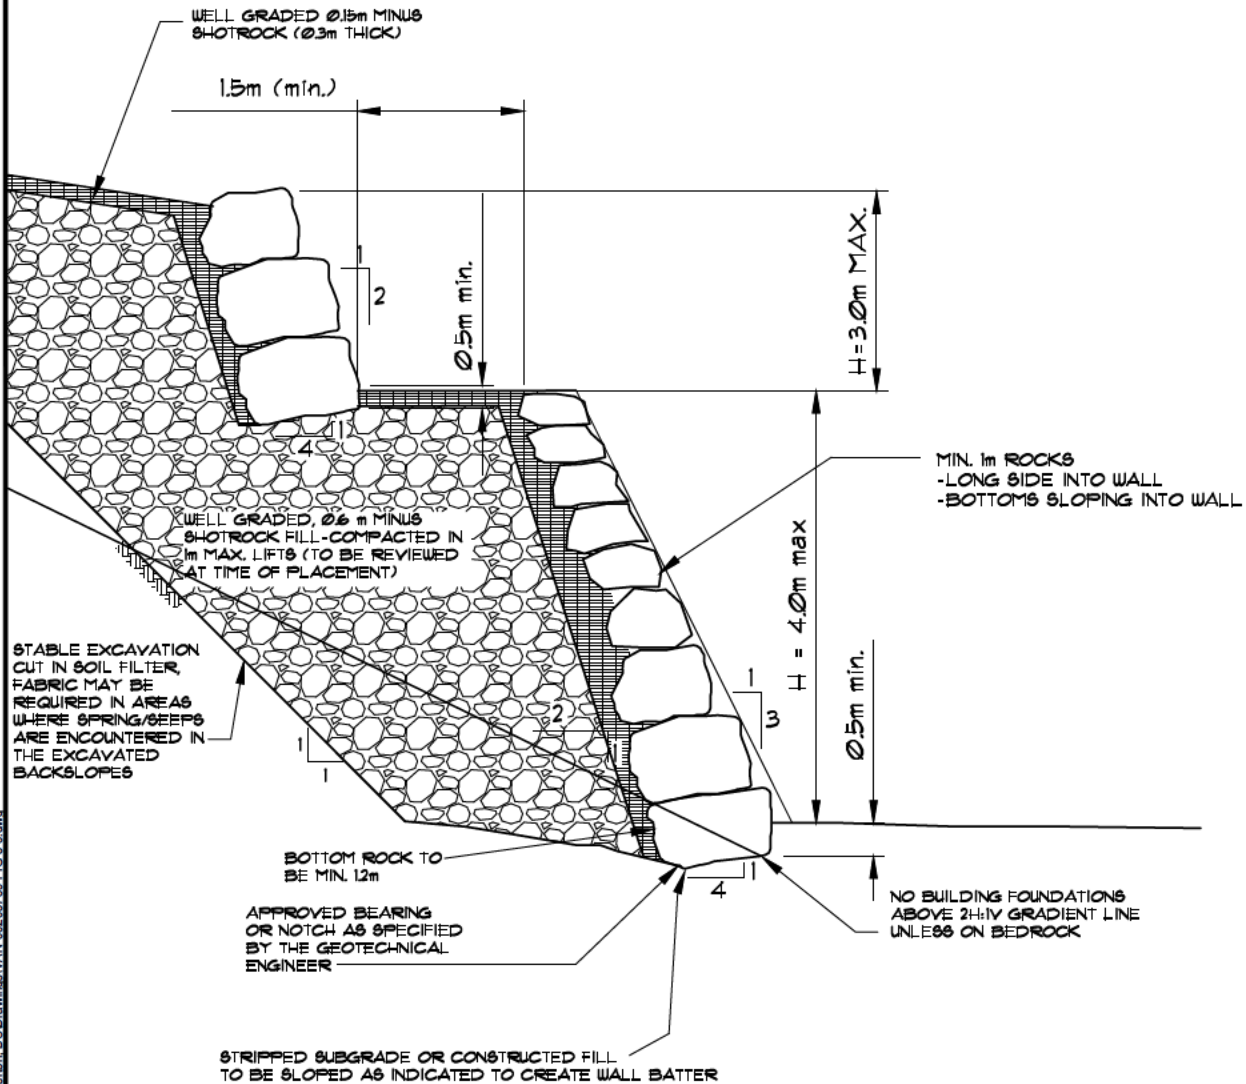 WELL GRADED 0.15m MINUS
SHOTROCK (0.3m THICK)
1.5m (min.)
1
2
0.5m min.
H=3.0m MAX.
4
1
MIN. 1m ROCKS
-LONG SIDE INTO WALL
-BOTTOMS SLOPING INTO WALL
WELL GRADED, 0.6 m MINUS
SHOTROCK FILL-COMPACTED IN
1m MAX. LIFTS (TO BE REVIEWED
AT TIME OF PLACEMENT)
H = 4.0m max
STABLE EXAVATION
CUT IN SOIL FILTER,
FABRIC MAY BE
REQUIRED IN AREAS
WHERE SPRING/SEEPS
ARE ENCOUNTERED IN
THE EXCAVATED
BACKSLOPES
1
1
2
1
1
3
0.5m min.
BOTTOM ROCK TO
BE MIN. 1.2m
4
1
APPROVED BEARING
OR NOTCH AS SPECIFIED
BY THE GEOTECHNICAL
ENGINEER
NO BUILDING FOUNDATIONS
ABOVE 2H:1V GRADIENT LINE
UNLESS ON BEDROCK
STRIPPED SUBGRADE OR CONSTRUCTED FILL
TO BE SLOPED AS INDICATED TO CREATE WALL BATTER